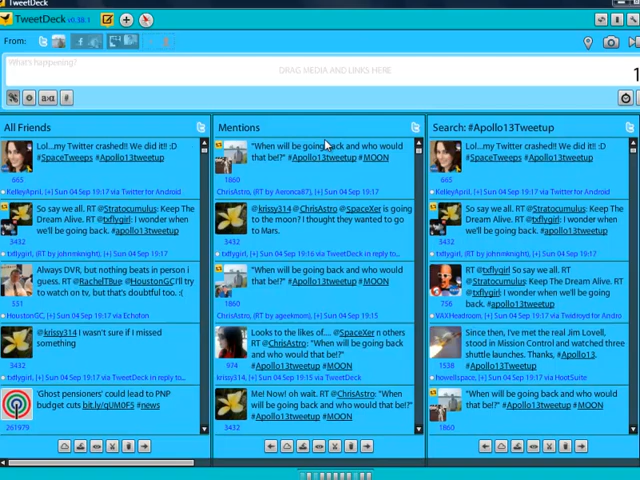 TweetDeck
TweetDeck v0.38.1
From:
What's happening?
DRAG MEDIA AND LINKS HERE
All Friends
Lol...my Twitter crashed!! We did it!! :D
#SpaceTweeps #Apollo13tweetup
665
KelleyApril, [+] Sun 04 Sep 19:17 via Twitter for Android
So say we all. RT @Stratocumulus: Keep The
Dream Alive. RT @txflygirl: I wonder when
we'll be going back. #apollo13tweetup
3432
txflygirl, (RT by johnmknight), [+] Sun 04 Sep 19:17
Always DVR, but nothing beats in person i
guess. RT @RachelTBue: @HoustonGC I'll try
to watch on tv, but that's doubtful too. :(
551
HoustonGC, [+] Sun 04 Sep 19:17 via Echofon
@krissy314 I wasn't sure if I missed
something
3432
txflygirl, [+] Sun 04 Sep 19:17 via TweetDeck in reply to...
'Ghost pensioners' could lead to PNP
budget cuts bit.ly/qUM0F5 #news
261979
Mentions
"When will be going back and who would
that be!?" #Apollo13tweetup #MOON
1860
ChrisAstro, (RT by Aeronca67), [+] Sun 04 Sep 19:17
@krissy314 @ChrisAstro @SpaceXer is going
to the moon? I thought they wanted to go
to Mars.
3432
txflygirl, [+] Sun 04 Sep 19:16 via TweetDeck in reply to...
"When will be going back and who would
that be!?" #Apollo13tweetup #MOON
1860
ChrisAstro, (RT by ageekmom), [+] Sun 04 Sep 19:15
Looks to the likes of.... @SpaceXer n others
RT @ChrisAstro: "When will be going back
and who would that be!?"
#Apollo13tweetup #MOON
974
krissy314, [+] Sun 04 Sep 19:15 via TweetDeck
Me! Now! oh wait. RT @ChrisAstro: "When
will be going back and who would that be!?"
#Apollo13tweetup #MOON
3432
Search: #Apollo13tweetup
Lol...my Twitter crashed!! We did it!! :D
#SpaceTweeps #Apollo13tweetup
665
KelleyApril, [+] Sun 04 Sep 19:17 via Twitter for Android
So say we all. RT @Stratocumulus: Keep The
Dream Alive. RT @txflygirl: I wonder when
we'll be going back. #apollo13tweetup
3432
txflygirl, (RT by johnmknight), [+] Sun 04 Sep 19:17
RT @txflygirl: So say we all. RT
@Stratocumulus: Keep The Dream Alive. RT
@txflygirl: I wonder when we'll be going
back. #apollo13tweetup
756
VAXHeadroom, [+] Sun 04 Sep 19:17 via Twidroyd for Andro
Since then, I've met the real Jim Lovell,
stood in Mission Control and watched three
shuttle launches. Thanks, #Apollo13.
#Apollo13Tweetup
1538
howellspace, [+] Sun 04 Sep 19:17 via HootSuite
"When will be going back and who would
that be!?" #Apollo13tweetup #MOON
1860